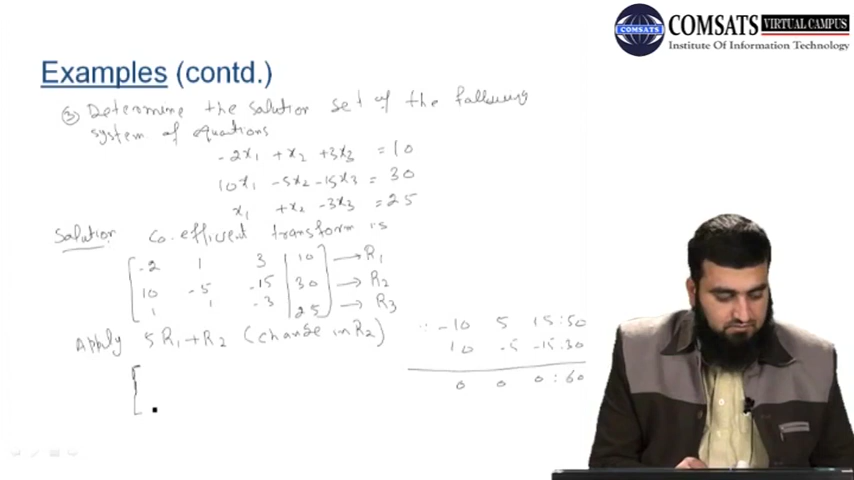 COMSATS VIRTUAL CAMPUS
Institute Of Information Technology
Examples (contd.)
③ Determine the solution set of the following
system of equations
-2x₁ + x₂ + 3x₃ = 10
10x₁ - 5x₂ - 15x₃ = 30
x₁ + x₂ - 3x₃ = 25
Solution Co.efficient transform is
-2 1 3 | 10 → R₁
10 -5 -15 | 30 → R₂
1 1 -3 | 25 → R₃
Apply 5R₁ + R₂ (change in R₂)
∵ -10 5 15 : 50
10 -5 -15 : 30
0 0 0 : 60
[